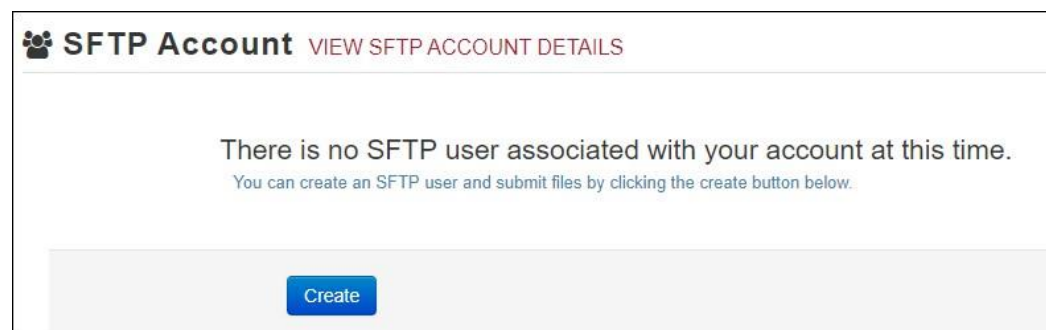 SFTP Account VIEW SFTP ACCOUNT DETAILS
There is no SFTP user associated with your account at this time.
You can create an SFTP user and submit files by clicking the create button below.
Create